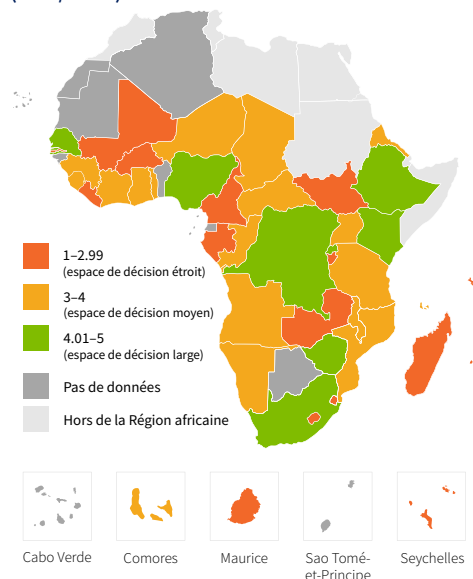 1–2.99
(espace de décision étroit)
3–4
(espace de décision moyen)
4.01–5
(espace de décision large)
Pas de données
Hors de la Région africaine
Cabo Verde
Comores
Maurice
Sao Tomé-
et-Principe
Seychelles